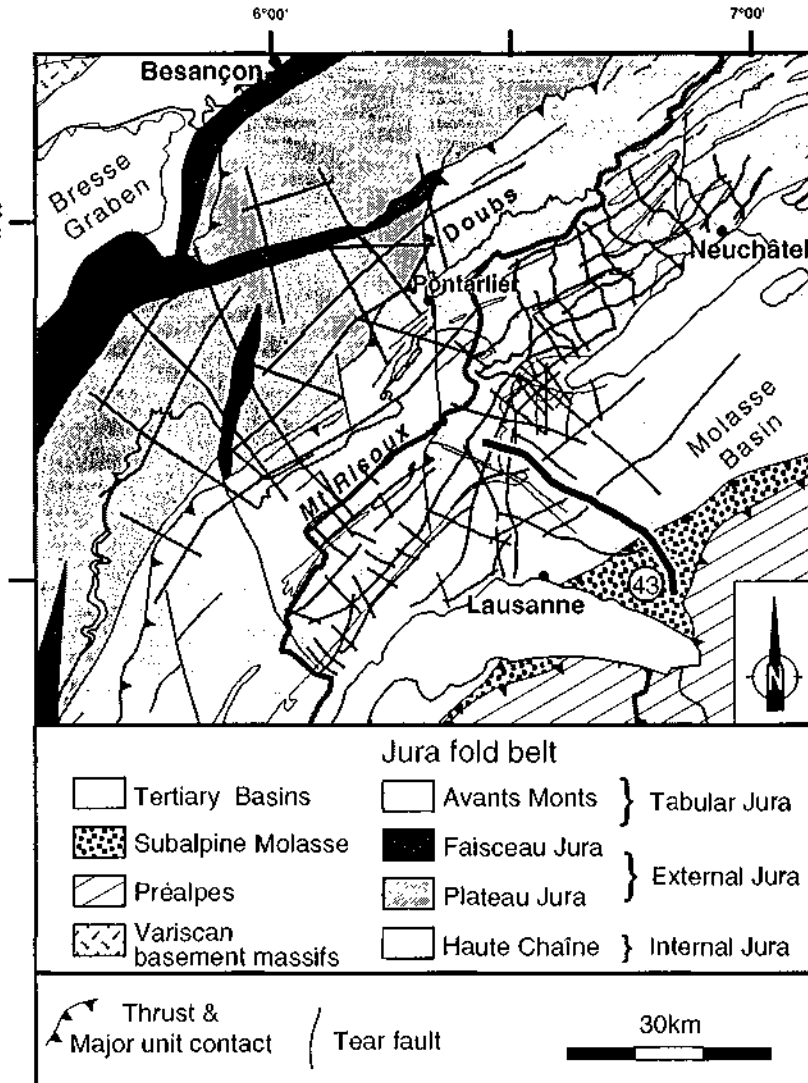 6°00'
7°00'
Besançon
Bresse
Graben
Doubs
Neuchâtel
Pontarlier
Mt Risoux
Molasse
Basin
43
Lausanne
N
Jura fold belt
Tertiary Basins
Avants Monts } Tabular Jura
Subalpine Molasse
Faisceau Jura
} External Jura
Préalpes
Plateau Jura
Variscan
basement massifs
Haute Chaîne } Internal Jura
Thrust &
Major unit contact
Tear fault
30km